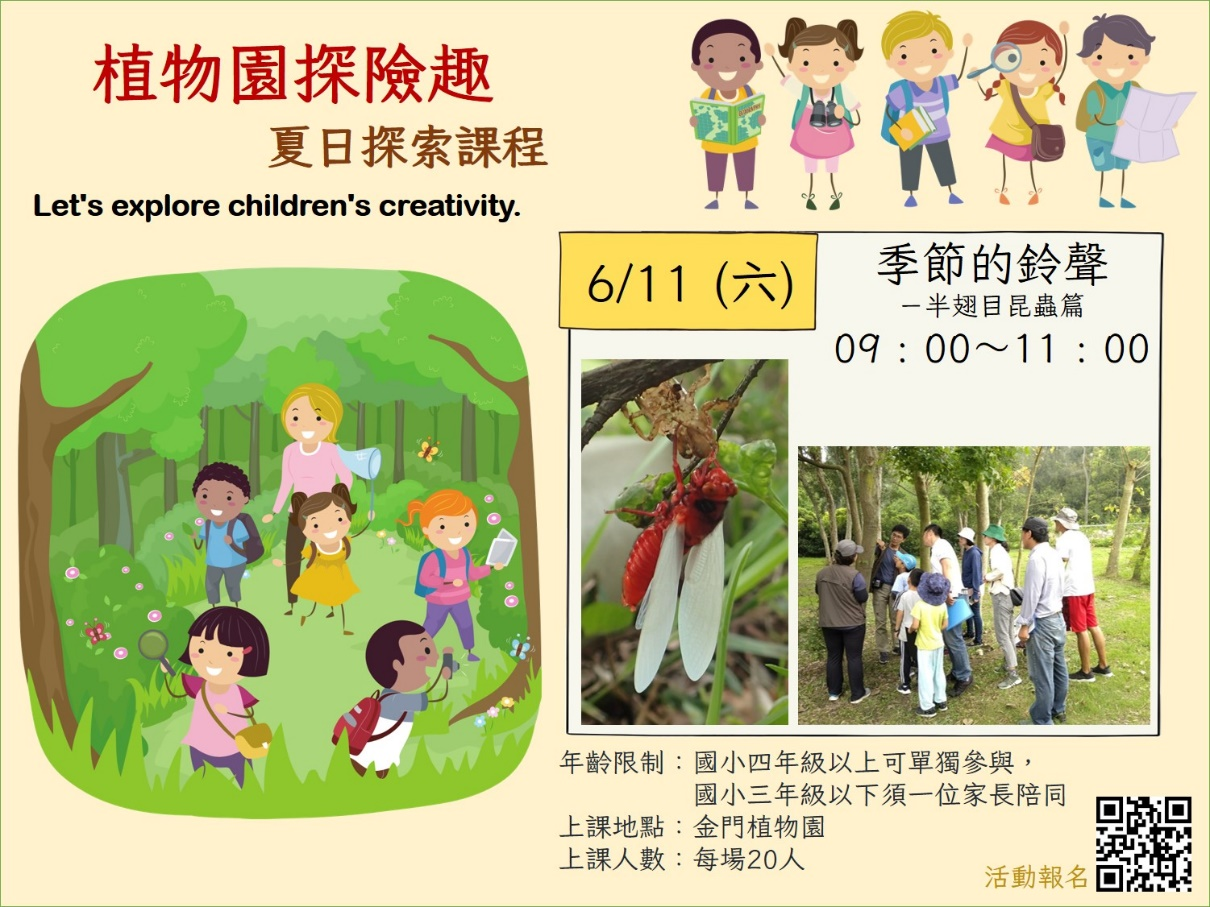 植物園探險趣
夏日探索課程
Let's explore children's creativity.
6/11 (六)
季節的鈴聲
－半翅目昆蟲篇
09：00～11：00
年齡限制：國小四年級以上可單獨參與，
國小三年級以下須一位家長陪同
上課地點：金門植物園
上課人數：每場20人
活動報名